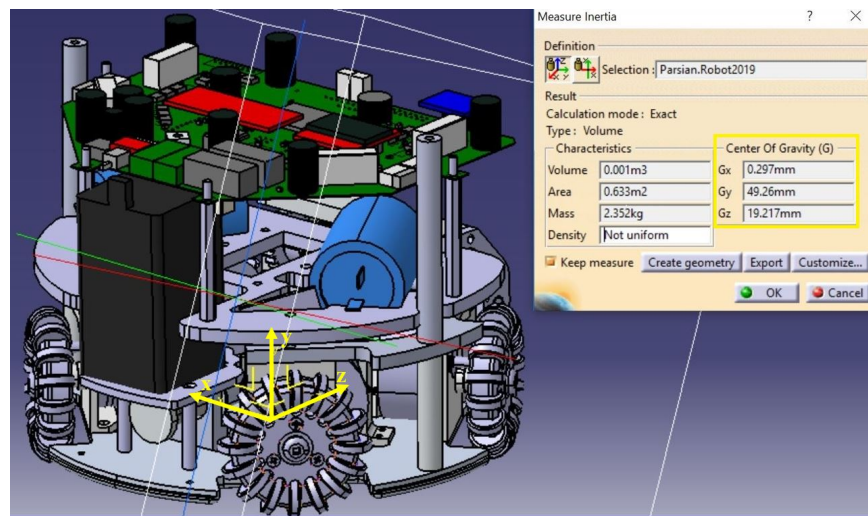 Measure Inertia ? ×
Definition
Selection : Parsian.Robot2019
Result
Calculation mode : Exact
Type : Volume
Characteristics
Volume 0.001m3
Area 0.633m2
Mass 2.352kg
Density Not uniform
Center Of Gravity (G)
Gx 0.297mm
Gy 49.26mm
Gz 19.217mm
Keep measure Create geometry Export Customize...
OK Cancel
y
x z